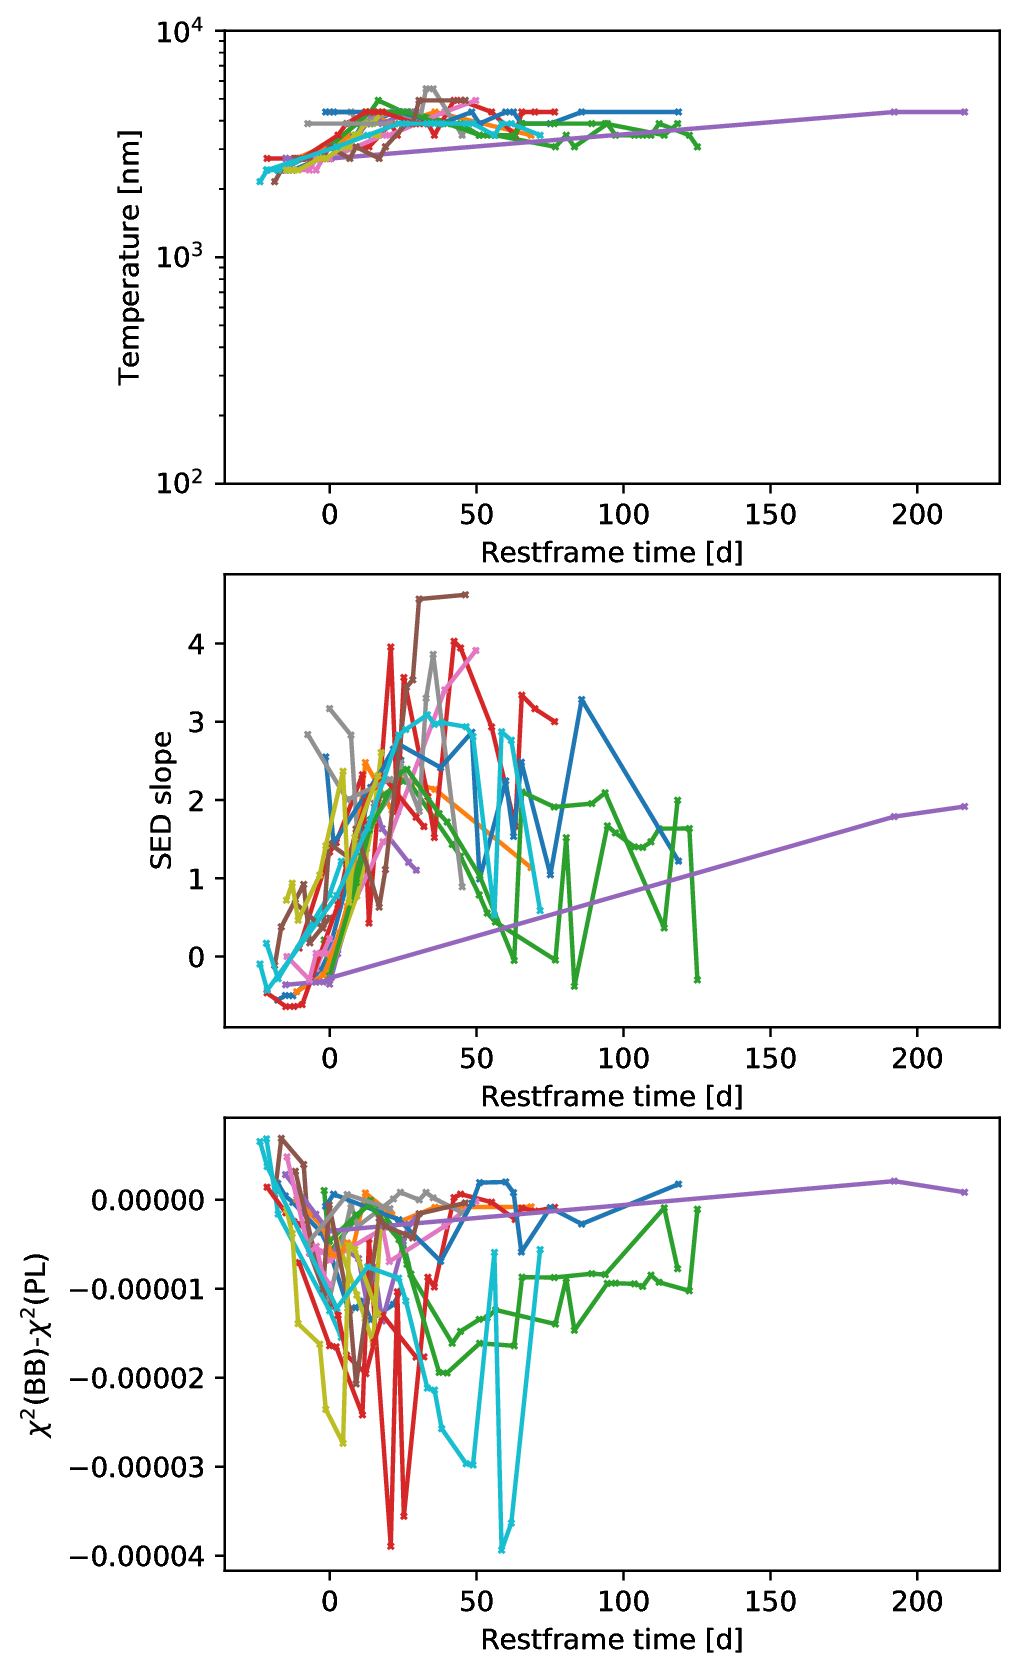 10⁴
10³
10²
Temperature [nm]
0 50 100 150 200
Restframe time [d]
4
3
2
1
0
SED slope
0 50 100 150 200
Restframe time [d]
0.00000
−0.00001
−0.00002
−0.00003
−0.00004
χ²(BB)-χ²(PL)
0 50 100 150 200
Restframe time [d]